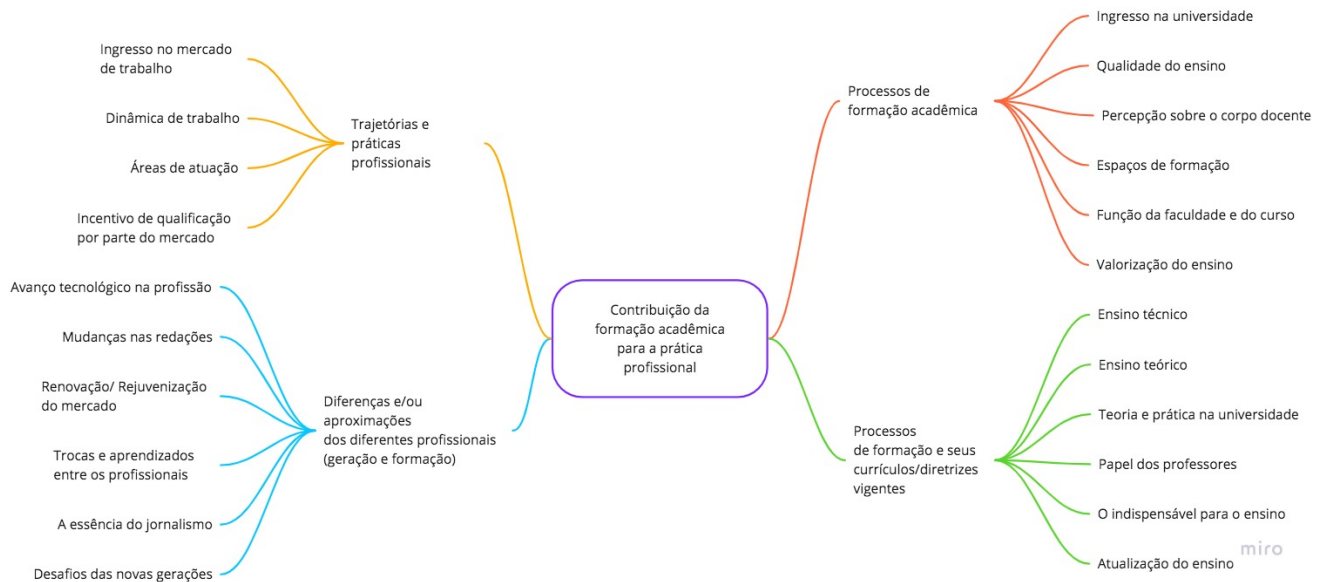 Contribuição da
formação acadêmica
para a prática
profissional
Trajetórias e
práticas
profissionais
Ingresso no mercado
de trabalho
Dinâmica de trabalho
Áreas de atuação
Incentivo de qualificação
por parte do mercado
Diferenças e/ou
aproximações
dos diferentes profissionais
(geração e formação)
Avanço tecnológico na profissão
Mudanças nas redações
Renovação/ Rejuvenização
do mercado
Trocas e aprendizados
entre os profissionais
A essência do jornalismo
Desafios das novas gerações
Processos de
formação acadêmica
Ingresso na universidade
Qualidade do ensino
Percepção sobre o corpo docente
Espaços de formação
Função da faculdade e do curso
Valorização do ensino
Processos
de formação e seus
currículos/diretrizes
vigentes
Ensino técnico
Ensino teórico
Teoria e prática na universidade
Papel dos professores
O indispensável para o ensino
Atualização do ensino
miro